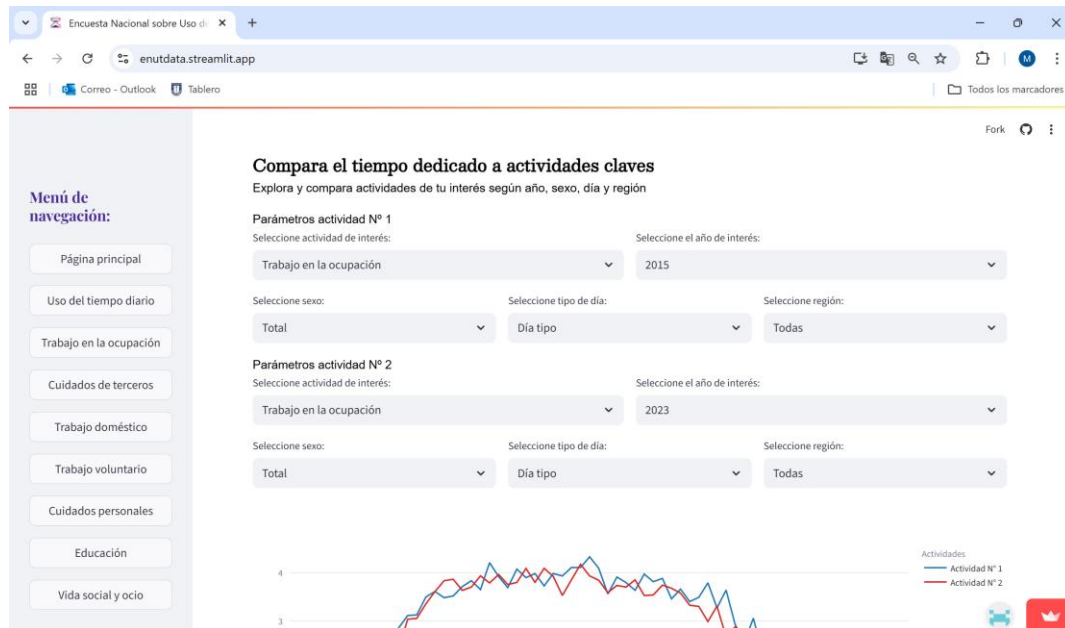 Encuesta Nacional sobre Uso d
enutdata.streamlit.app
M
Correo - Outlook
Tablero
Todos los marcadores
Fork
Menú de
navegación:
Página principal
Uso del tiempo diario
Trabajo en la ocupación
Cuidados de terceros
Trabajo doméstico
Trabajo voluntario
Cuidados personales
Educación
Vida social y ocio
Compara el tiempo dedicado a actividades claves
Explora y compara actividades de tu interés según año, sexo, día y región
Parámetros actividad Nº 1
Seleccione actividad de interés: Seleccione el año de interés:
Trabajo en la ocupación 2015
Seleccione sexo: Seleccione tipo de día: Seleccione región:
Total Día tipo Todas
Parámetros actividad Nº 2
Seleccione actividad de interés: Seleccione el año de interés:
Trabajo en la ocupación 2023
Seleccione sexo: Seleccione tipo de día: Seleccione región:
Total Día tipo Todas
Actividades
Actividad N° 1
Actividad N° 2
4
3